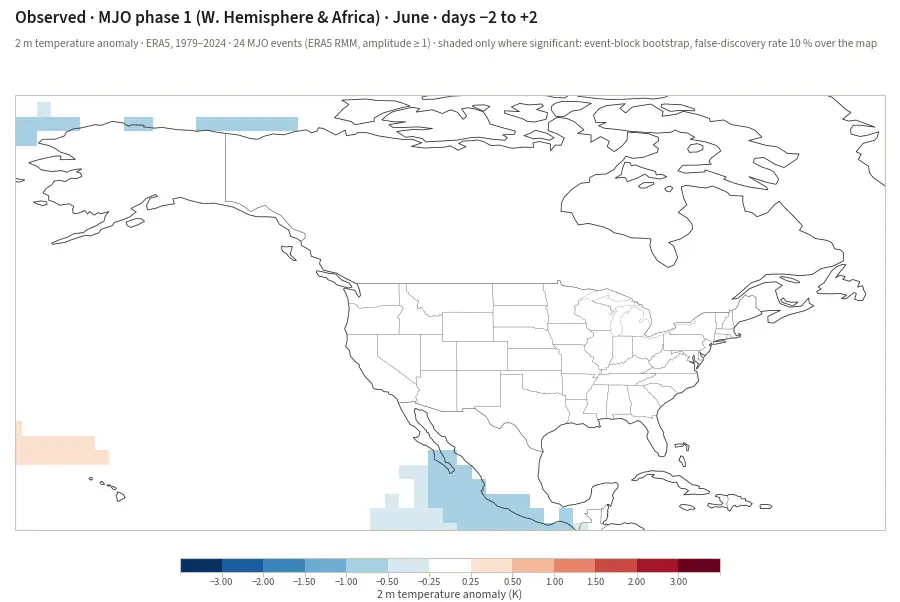 Observed · MJO phase 1 (W. Hemisphere & Africa) · June · days −2 to +2
2 m temperature anomaly · ERA5, 1979–2024 · 24 MJO events (ERA5 RMM, amplitude ≥ 1) · shaded only where significant: event-block bootstrap, false-discovery rate 10 % over the map
−3.00 −2.00 −1.50 −1.00 −0.50 −0.25 0.25 0.50 1.00 1.50 2.00 3.00
2 m temperature anomaly (K)